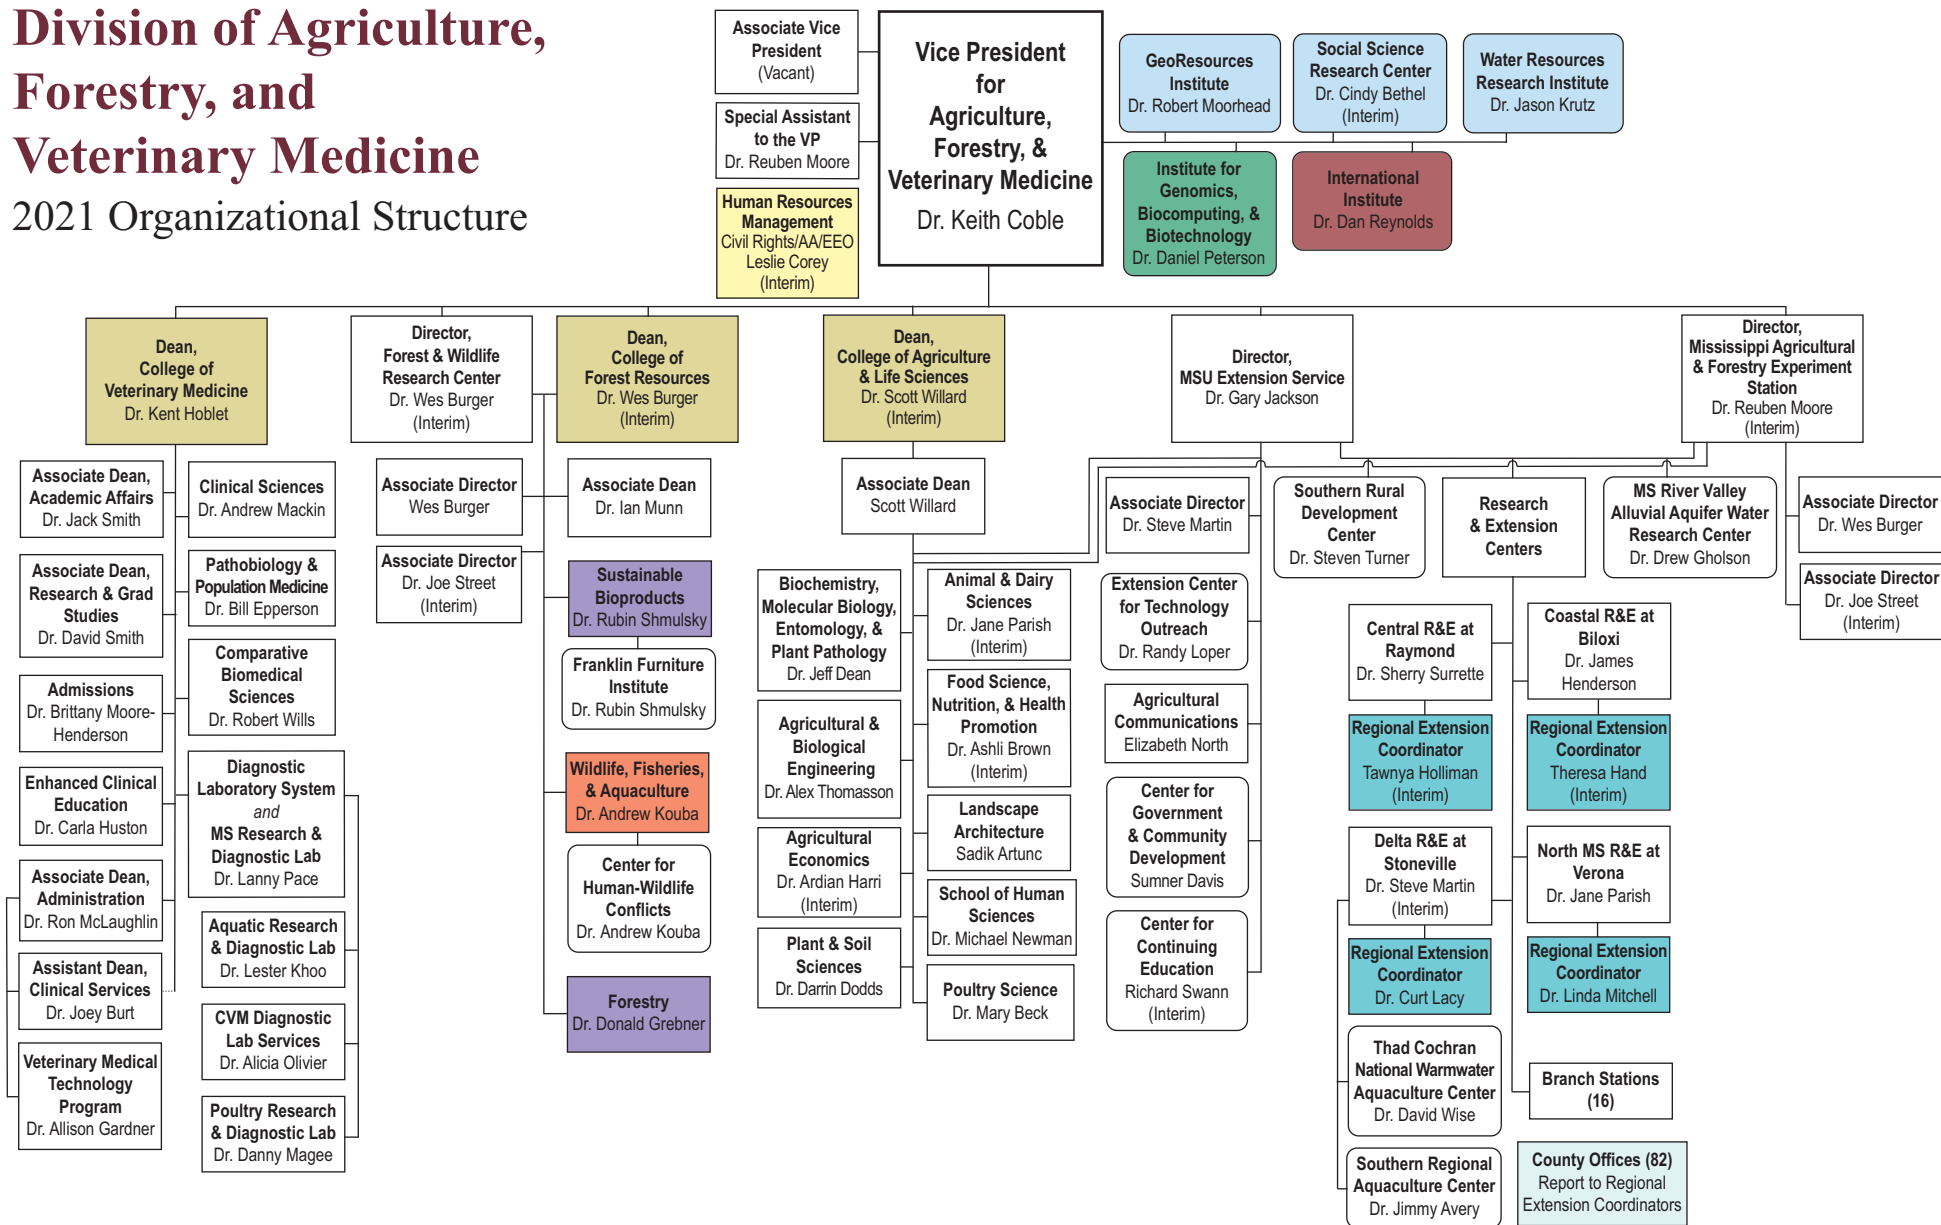 Division of Agriculture,
Forestry, and
Veterinary Medicine
2021 Organizational Structure
Associate Vice
President
(Vacant)
Special Assistant
to the VP
Dr. Reuben Moore
Human Resources
Management
Civil Rights/AA/EEO
Leslie Corey
(Interim)
Vice President
for
Agriculture,
Forestry, &
Veterinary Medicine
Dr. Keith Coble
GeoResources
Institute
Dr. Robert Moorhead
Social Science
Research Center
Dr. Cindy Bethel
(Interim)
Water Resources
Research Institute
Dr. Jason Krutz
Institute for
Genomics,
Biocomputing, &
Biotechnology
Dr. Daniel Peterson
International
Institute
Dr. Dan Reynolds
Dean,
College of
Veterinary Medicine
Dr. Kent Hoblet
Director,
Forest & Wildlife
Research Center
Dr. Wes Burger
(Interim)
Dean,
College of
Forest Resources
Dr. Wes Burger
(Interim)
Dean,
College of Agriculture
& Life Sciences
Dr. Scott Willard
(Interim)
Director,
MSU Extension Service
Dr. Gary Jackson
Director,
Mississippi Agricultural
& Forestry Experiment
Station
Dr. Reuben Moore
(Interim)
Associate Dean,
Academic Affairs
Dr. Jack Smith
Associate Dean,
Research & Grad
Studies
Dr. David Smith
Admissions
Dr. Brittany Moore-
Henderson
Enhanced Clinical
Education
Dr. Carla Huston
Associate Dean,
Administration
Dr. Ron McLaughlin
Assistant Dean,
Clinical Services
Dr. Joey Burt
Veterinary Medical
Technology
Program
Dr. Allison Gardner
Clinical Sciences
Dr. Andrew Mackin
Pathobiology &
Population Medicine
Dr. Bill Epperson
Comparative
Biomedical
Sciences
Dr. Robert Wills
Diagnostic
Laboratory System
and
MS Research &
Diagnostic Lab
Dr. Lanny Pace
Aquatic Research
& Diagnostic Lab
Dr. Lester Khoo
CVM Diagnostic
Lab Services
Dr. Alicia Olivier
Poultry Research
& Diagnostic Lab
Dr. Danny Magee
Associate Director
Wes Burger
Associate Director
Dr. Joe Street
(Interim)
Associate Dean
Dr. Ian Munn
Sustainable
Bioproducts
Dr. Rubin Shmulsky
Franklin Furniture
Institute
Dr. Rubin Shmulsky
Wildlife, Fisheries,
& Aquaculture
Dr. Andrew Kouba
Center for
Human-Wildlife
Conflicts
Dr. Andrew Kouba
Forestry
Dr. Donald Grebner
Associate Dean
Scott Willard
Biochemistry,
Molecular Biology,
Entomology, &
Plant Pathology
Dr. Jeff Dean
Agricultural &
Biological
Engineering
Dr. Alex Thomasson
Agricultural
Economics
Dr. Ardian Harri
(Interim)
Plant & Soil
Sciences
Dr. Darrin Dodds
Animal & Dairy
Sciences
Dr. Jane Parish
(Interim)
Food Science,
Nutrition, & Health
Promotion
Dr. Ashli Brown
(Interim)
Landscape
Architecture
Sadik Artunc
School of Human
Sciences
Dr. Michael Newman
Poultry Science
Dr. Mary Beck
Associate Director
Dr. Steve Martin
Extension Center
for Technology
Outreach
Dr. Randy Loper
Agricultural
Communications
Elizabeth North
Center for
Government
& Community
Development
Sumner Davis
Center for
Continuing
Education
Richard Swann
(Interim)
Southern Rural
Development
Center
Dr. Steven Turner
Research
& Extension
Centers
MS River Valley
Alluvial Aquifer Water
Research Center
Dr. Drew Gholson
Associate Director
Dr. Wes Burger
Associate Director
Dr. Joe Street
(Interim)
Central R&E at
Raymond
Dr. Sherry Surrette
Regional Extension
Coordinator
Tawnya Holliman
(Interim)
Coastal R&E at
Biloxi
Dr. James
Henderson
Regional Extension
Coordinator
Theresa Hand
(Interim)
Delta R&E at
Stoneville
Dr. Steve Martin
(Interim)
Regional Extension
Coordinator
Dr. Curt Lacy
North MS R&E at
Verona
Dr. Jane Parish
Regional Extension
Coordinator
Dr. Linda Mitchell
Thad Cochran
National Warmwater
Aquaculture Center
Dr. David Wise
Southern Regional
Aquaculture Center
Dr. Jimmy Avery
Branch Stations
(16)
County Offices (82)
Report to Regional
Extension Coordinators